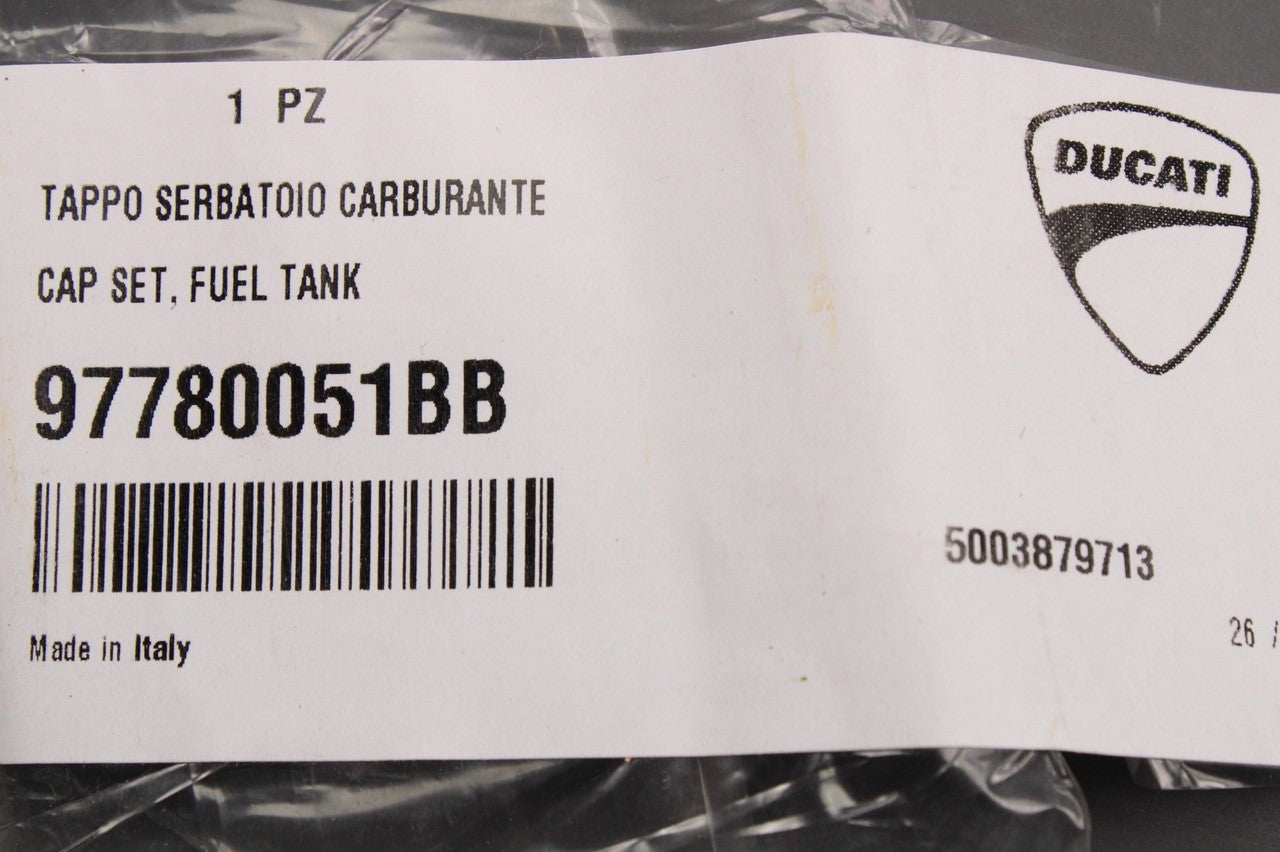 1 PZ
DUCATI
TAPPO SERBATOIO CARBURANTE
CAP SET, FUEL TANK
97780051BB
5003879713
Made in Italy
26 /